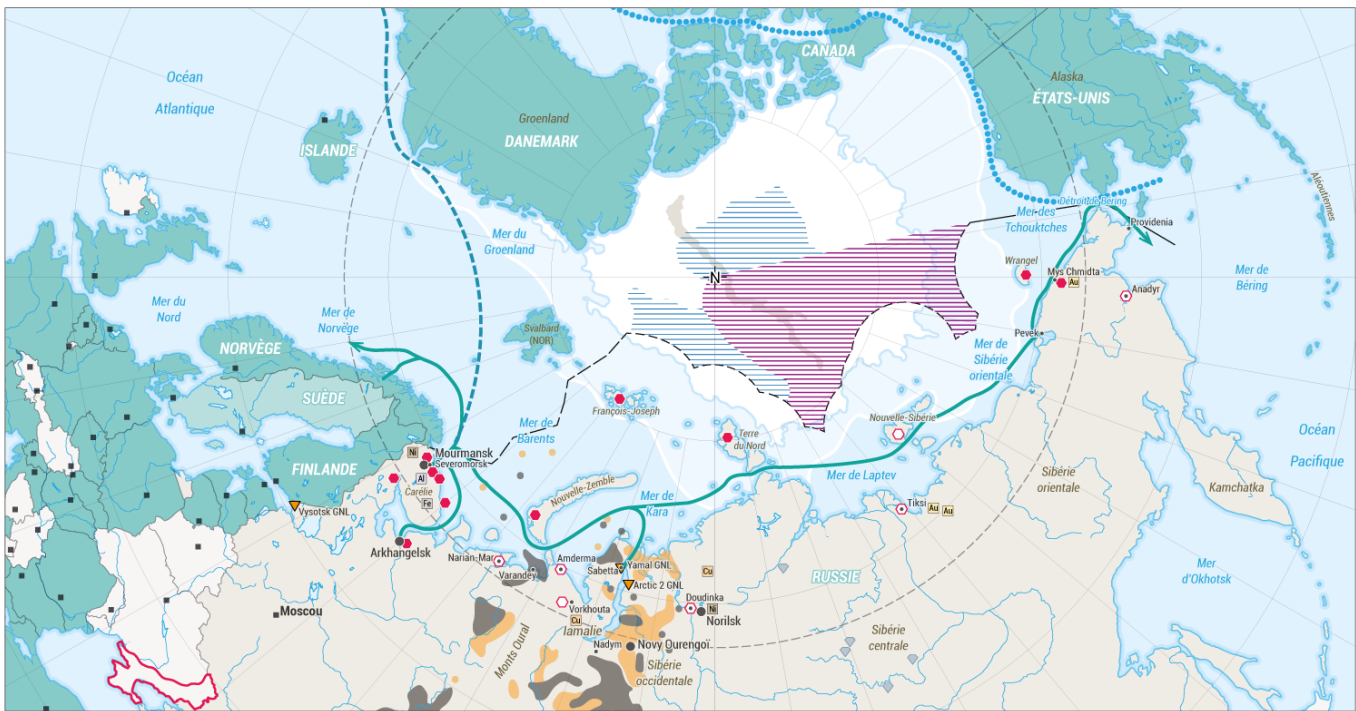 CANADA
Océan
Atlantique
Alaska
ÉTATS-UNIS
Groenland
DANEMARK
ISLANDE
Aléoutiennes
Détroit de Béring
Mer des
Tchouktches
Providenia
Mer du
Groenland
Wrangel
Mys Chmidta
Au
Anadyr
Mer de
Béring
N
Mer du
Nord
Mer de
Norvège
Svalbard
(NOR)
Pevek
Mer de
Sibérie
orientale
NORVÈGE
SUÈDE
François-Joseph
Nouvelle-Sibérie
Mer de
Barents
Terre
du Nord
Océan
Pacifique
FINLANDE
Ni
Mourmansk
Severomorsk
Al
Carélie
Fe
Nouvelle-Zemble
Mer de
Kara
Mer de Laptev
Sibérie
orientale
Kamchatka
Vysotsk GNL
Tiksi
Au
Au
Arkhangelsk
Narian-Mar
Varandey
Amderma
Sabetta
Yamal GNL
Arctic 2 GNL
Cu
RUSSIE
Mer
d'Okhotsk
Moscou
Vorkhouta
Cu
Iamalie
Doudinka
Ni
Norilsk
Monts Oural
Nadym
Novy Ourengoï
Sibérie
occidentale
Sibérie
centrale